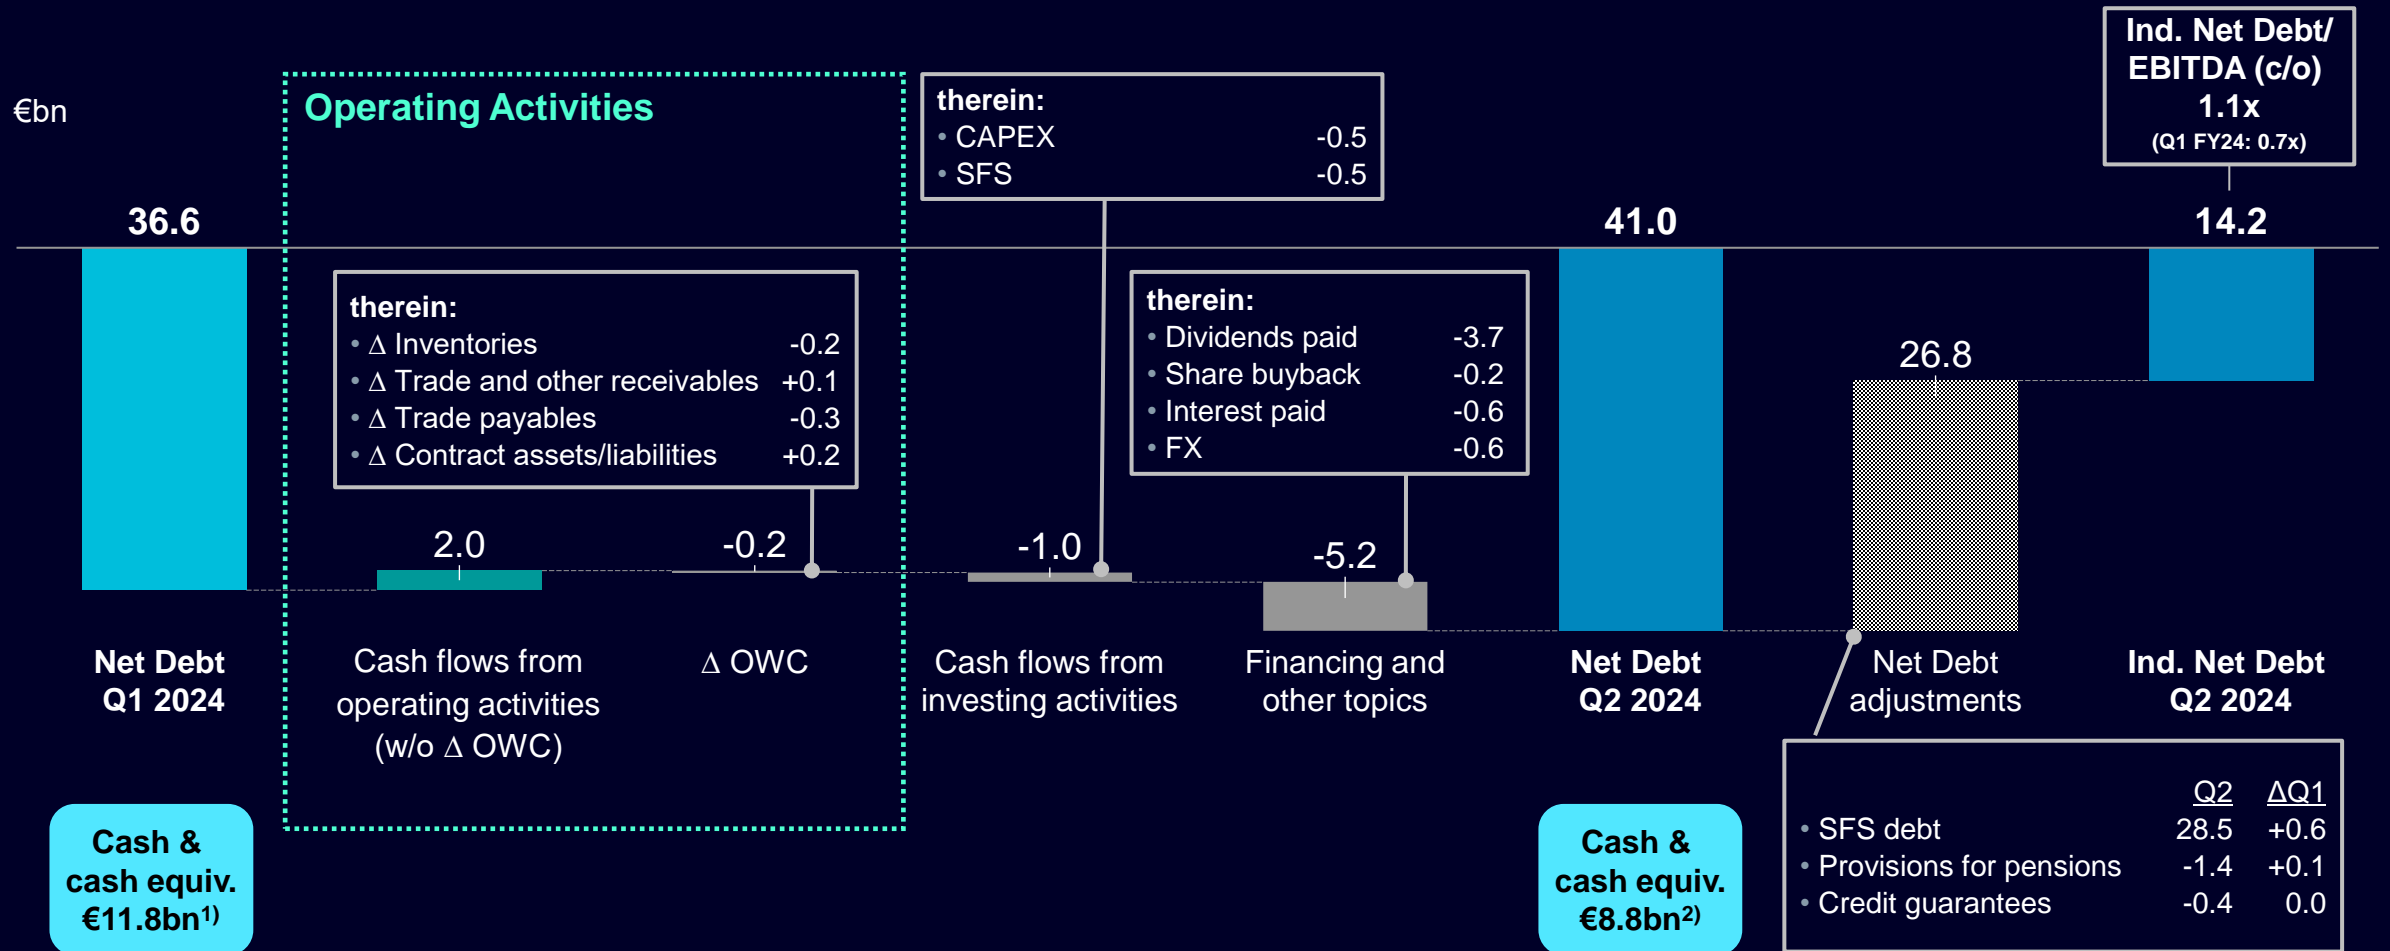 €bn
Operating Activities
therein:
• CAPEX -0.5
• SFS -0.5
Ind. Net Debt/
EBITDA (c/o)
1.1x
(Q1 FY24: 0.7x)
36.6
41.0
14.2
therein:
• Δ Inventories -0.2
• Δ Trade and other receivables +0.1
• Δ Trade payables -0.3
• Δ Contract assets/liabilities +0.2
therein:
• Dividends paid -3.7
• Share buyback -0.2
• Interest paid -0.6
• FX -0.6
26.8
2.0
-0.2
-1.0
-5.2
Net Debt
Q1 2024
Cash flows from
operating activities
(w/o Δ OWC)
Δ OWC
Cash flows from
investing activities
Financing and
other topics
Net Debt
Q2 2024
Net Debt
adjustments
Ind. Net Debt
Q2 2024
Cash &
cash equiv.
€11.8bn1)
Cash &
cash equiv.
€8.8bn2)
Q2 ΔQ1
• SFS debt 28.5 +0.6
• Provisions for pensions -1.4 +0.1
• Credit guarantees -0.4 0.0